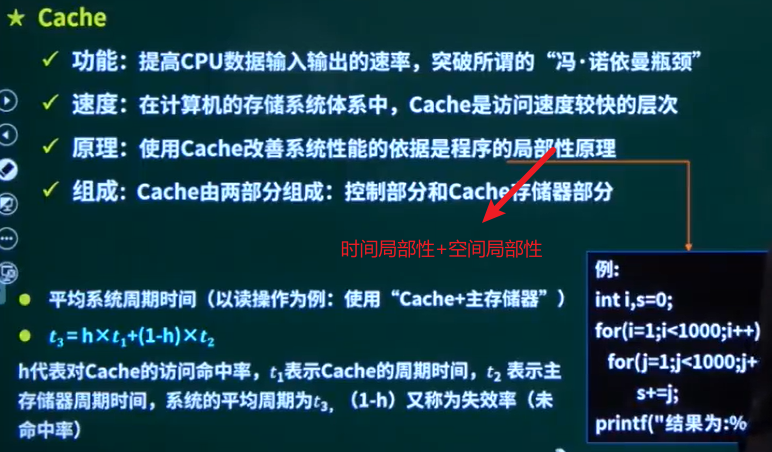 ★ Cache
✓ 功能：提高CPU数据输入输出的速率，突破所谓的“冯·诺依曼瓶颈”
✓ 速度：在计算机的存储系统体系中，Cache是访问速度较快的层次
✓ 原理：使用Cache改善系统性能的依据是程序的局部性原理
✓ 组成：Cache由两部分组成：控制部分和Cache存储器部分
时间局部性+空间局部性
● 平均系统周期时间（以读操作为例：使用“Cache+主存储器”）
● t₃ = h×t₁+(1-h)×t₂
h代表对Cache的访问命中率，t₁表示Cache的周期时间，t₂ 表示主
存储器周期时间，系统的平均周期为t₃，（1-h）又称为失效率（未
命中率）
例:
int i,s=0;
for(i=1;i<1000;i++)
for(j=1;j<1000;j+
s+=j;
printf("结果为:%